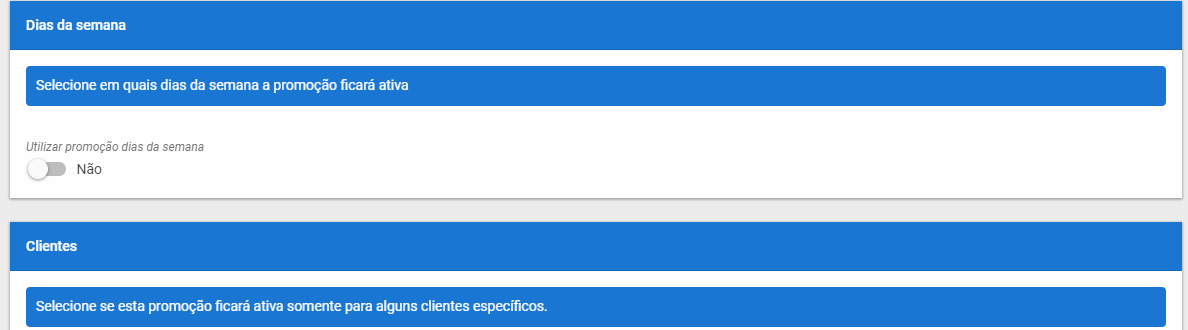 Dias da semana
Selecione em quais dias da semana a promoção ficará ativa
Utilizar promoção dias da semana
Não
Clientes
Selecione se esta promoção ficará ativa somente para alguns clientes específicos.